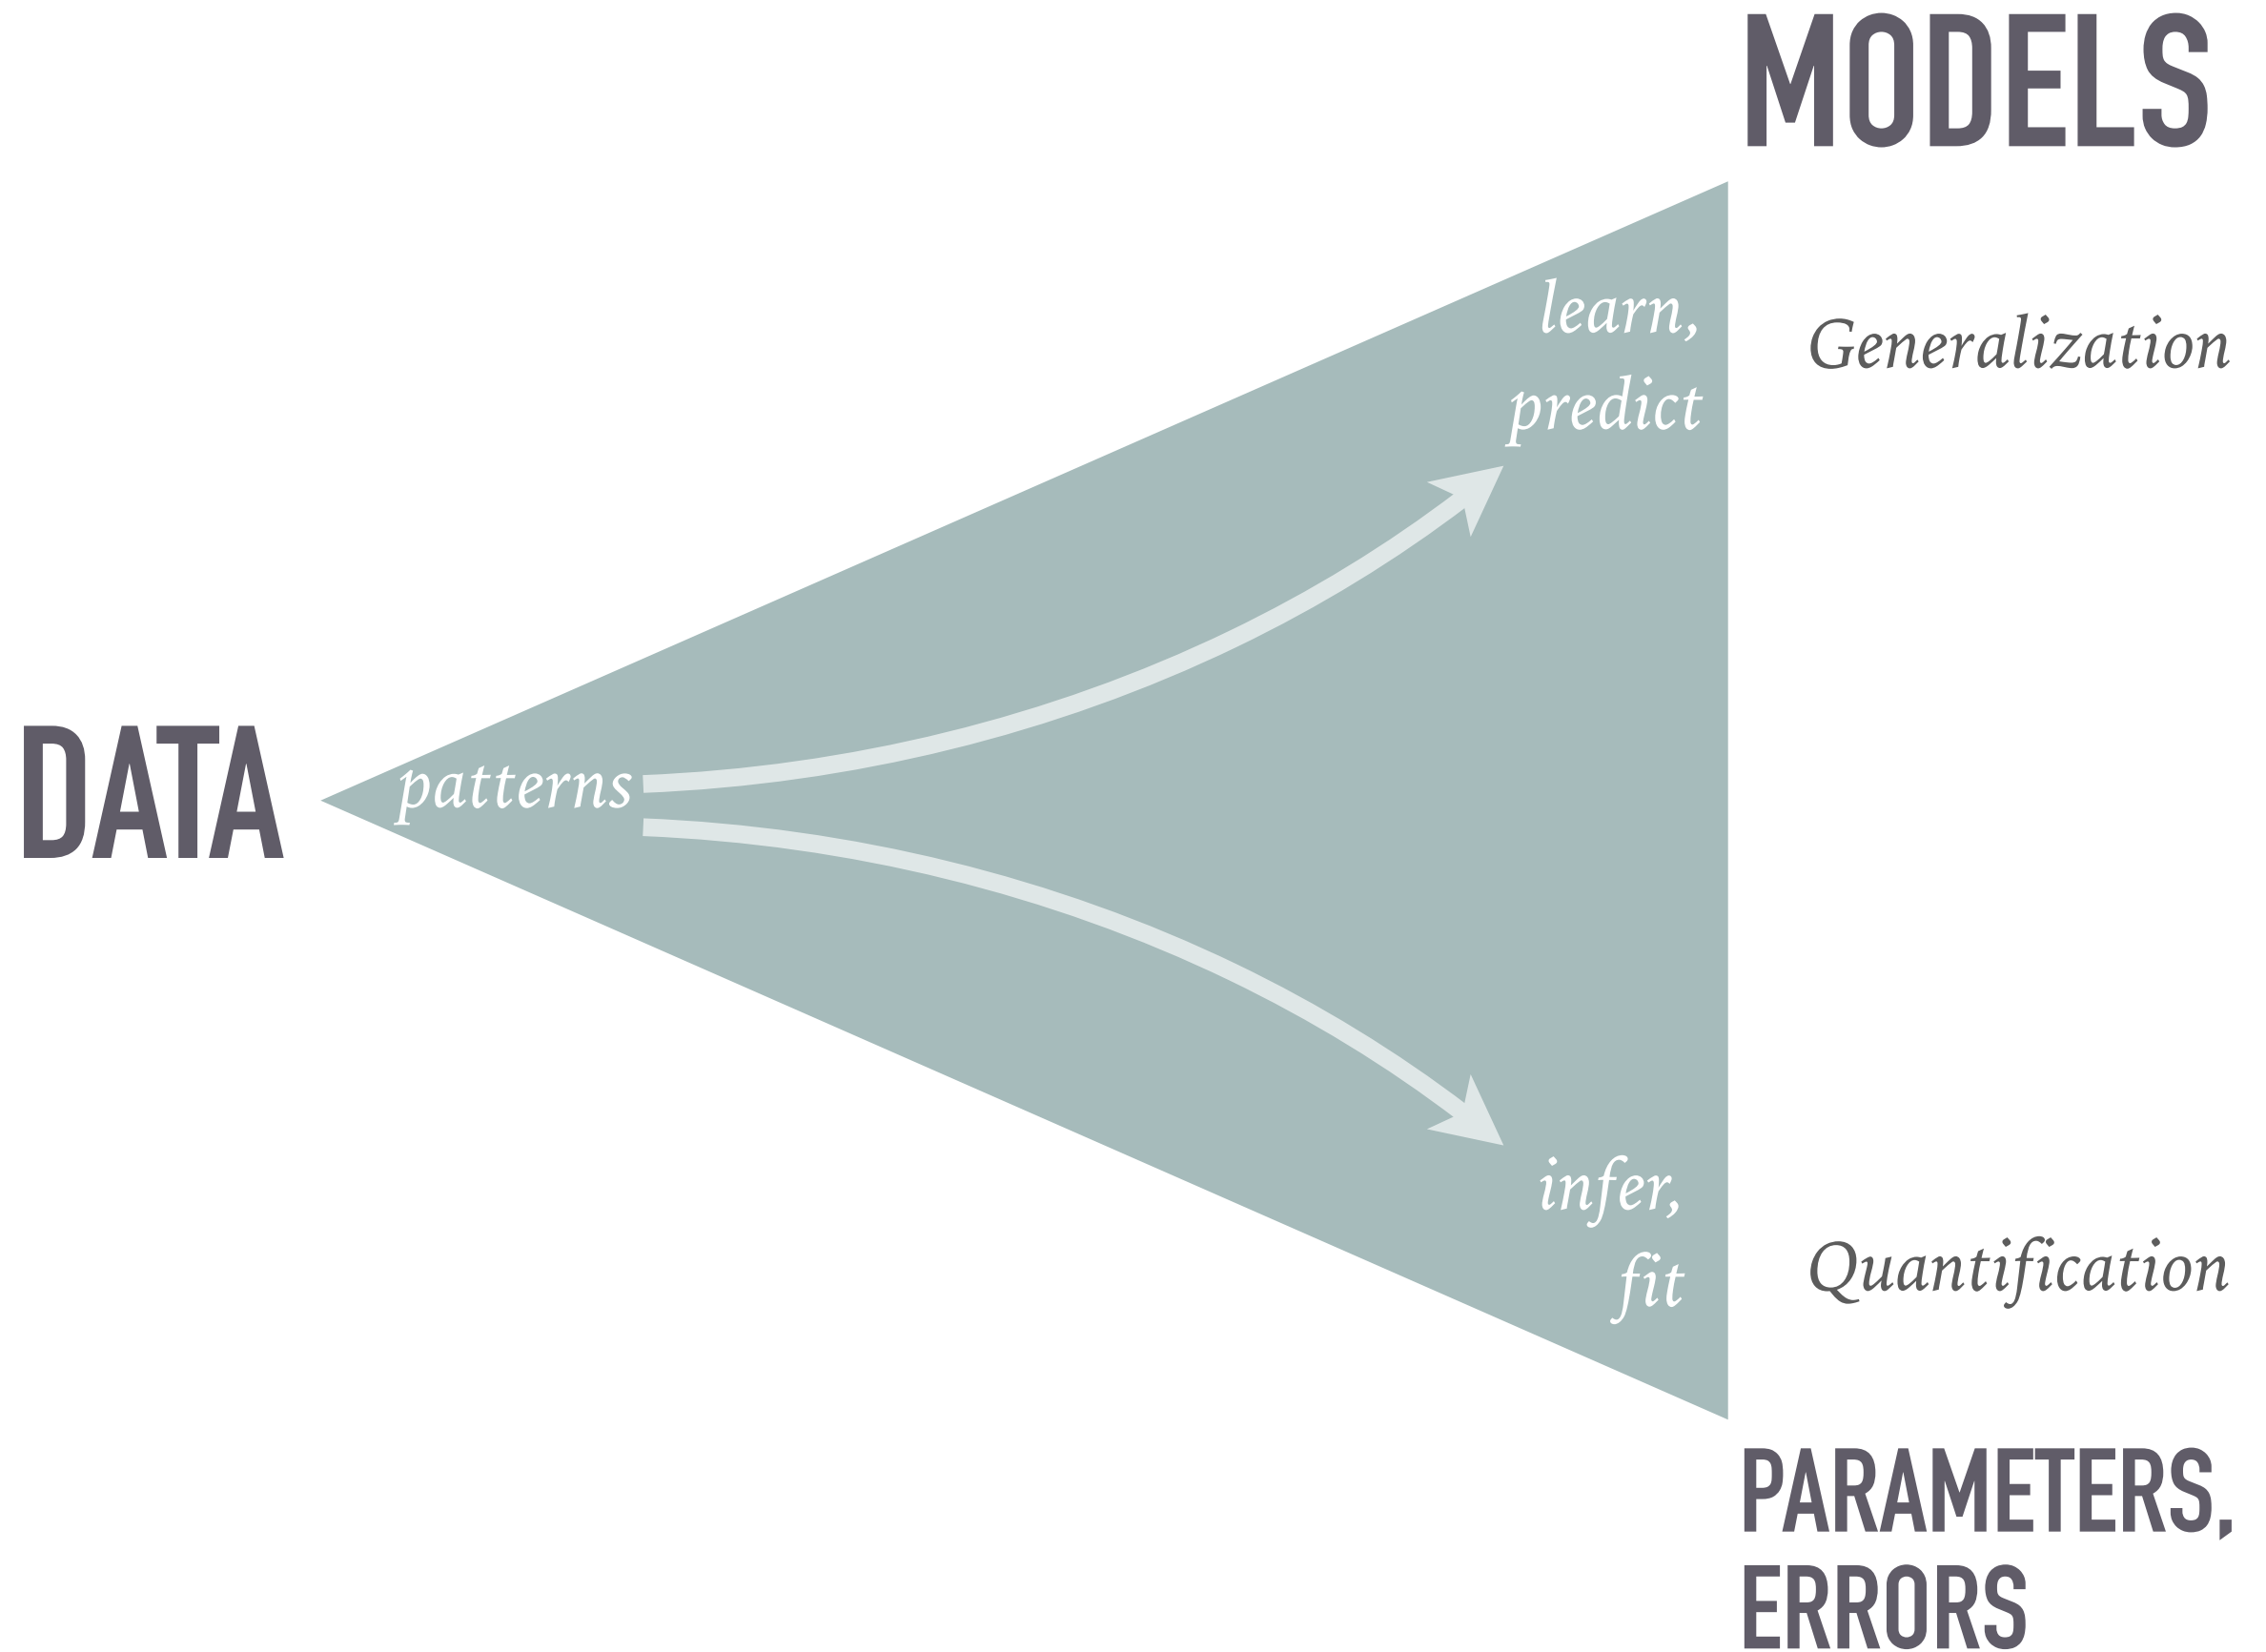 MODELS
learn,
predict
Generalization
DATA
patterns
infer,
fit
Quantification
PARAMETERS,
ERRORS